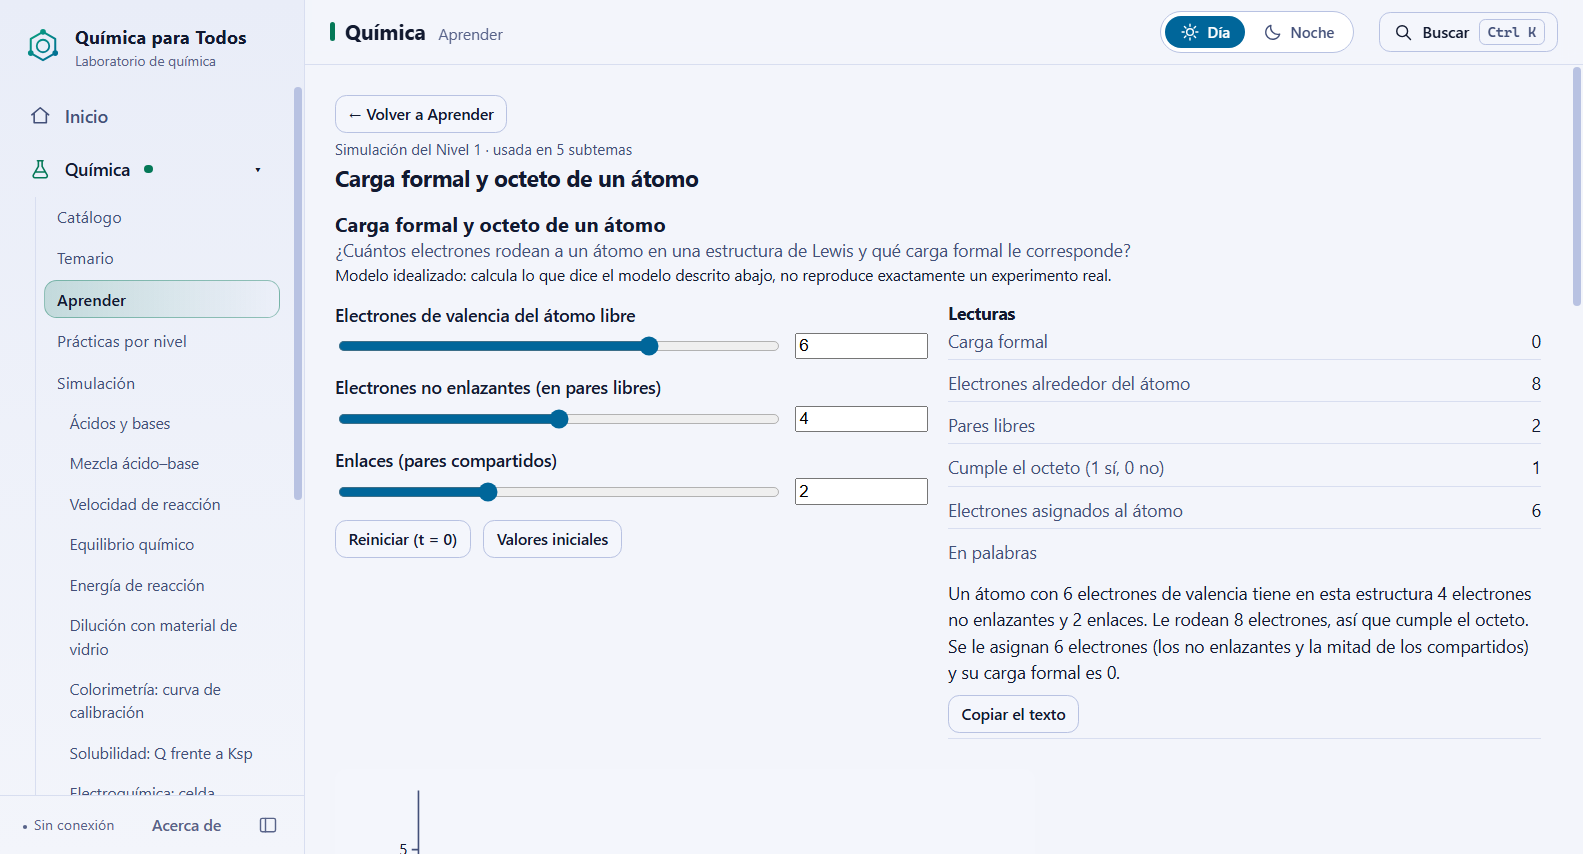 Química para Todos
Laboratorio de química
Inicio
Química
Catálogo
Temario
Aprender
Prácticas por nivel
Simulación
Ácidos y bases
Mezcla ácido–base
Velocidad de reacción
Equilibrio químico
Energía de reacción
Dilución con material de
vidrio
Colorimetría: curva de
calibración
Solubilidad: Q frente a Ksp
Electroquímica: celda
Sin conexión
Acerca de
Química Aprender
Día
Noche
Buscar Ctrl K
← Volver a Aprender
Simulación del Nivel 1 · usada en 5 subtemas
Carga formal y octeto de un átomo
Carga formal y octeto de un átomo
¿Cuántos electrones rodean a un átomo en una estructura de Lewis y qué carga formal le corresponde?
Modelo idealizado: calcula lo que dice el modelo descrito abajo, no reproduce exactamente un experimento real.
Electrones de valencia del átomo libre
6
Electrones no enlazantes (en pares libres)
4
Enlaces (pares compartidos)
2
Reiniciar (t = 0)
Valores iniciales
Lecturas
Carga formal 0
Electrones alrededor del átomo 8
Pares libres 2
Cumple el octeto (1 sí, 0 no) 1
Electrones asignados al átomo 6
En palabras
Un átomo con 6 electrones de valencia tiene en esta estructura 4 electrones
no enlazantes y 2 enlaces. Le rodean 8 electrones, así que cumple el octeto.
Se le asignan 6 electrones (los no enlazantes y la mitad de los compartidos)
y su carga formal es 0.
Copiar el texto
5